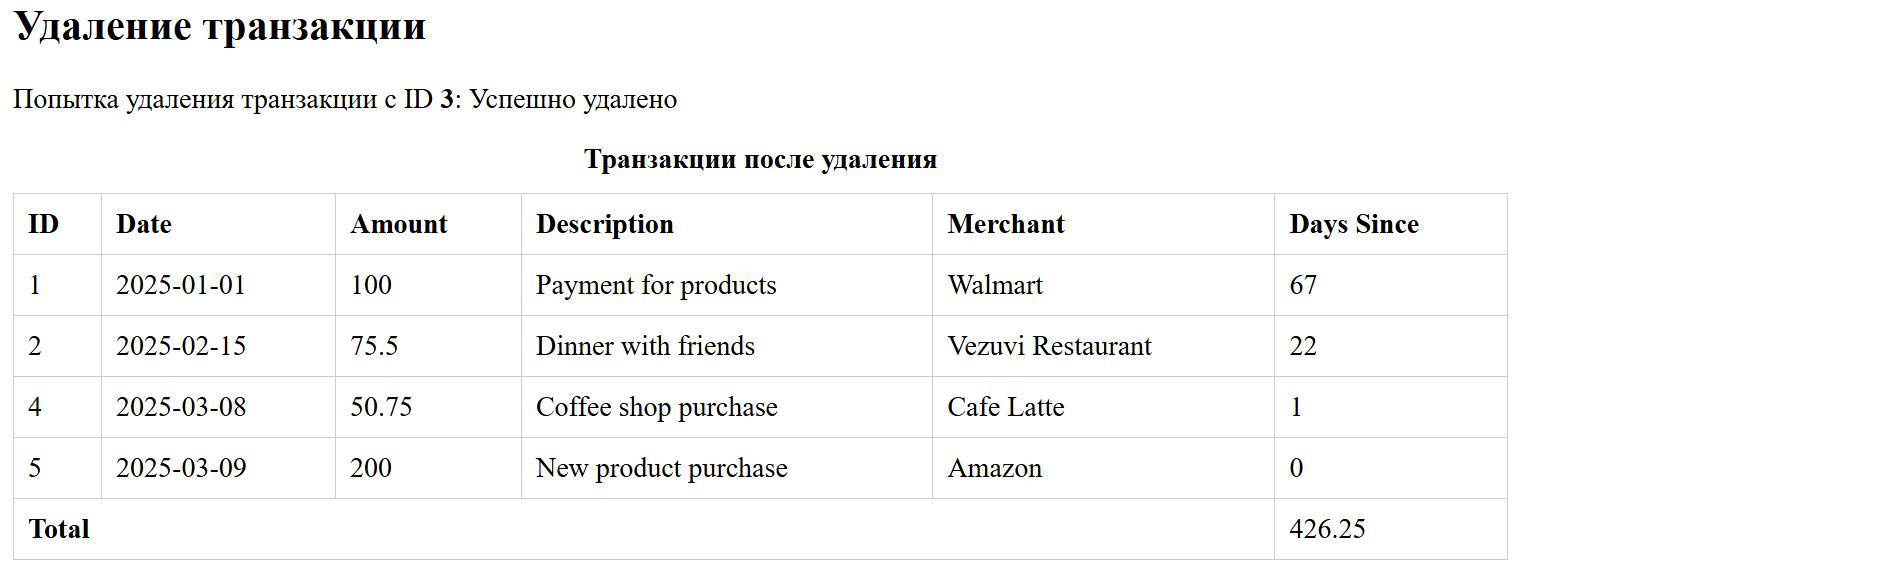 Удаление транзакции
Попытка удаления транзакции с ID 3: Успешно удалено
Транзакции после удаления
ID Date Amount Description Merchant Days Since
1 2025-01-01 100 Payment for products Walmart 67
2 2025-02-15 75.5 Dinner with friends Vezuvi Restaurant 22
4 2025-03-08 50.75 Coffee shop purchase Cafe Latte 1
5 2025-03-09 200 New product purchase Amazon 0
Total 426.25